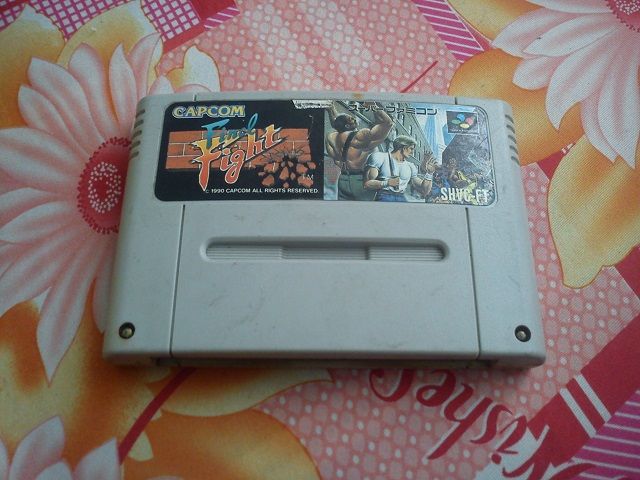 CAPCOM
Final
Fight
TM
© 1990 CAPCOM ALL RIGHTS RESERVED.
スーパーファミコン
SHVC-FT
ishes